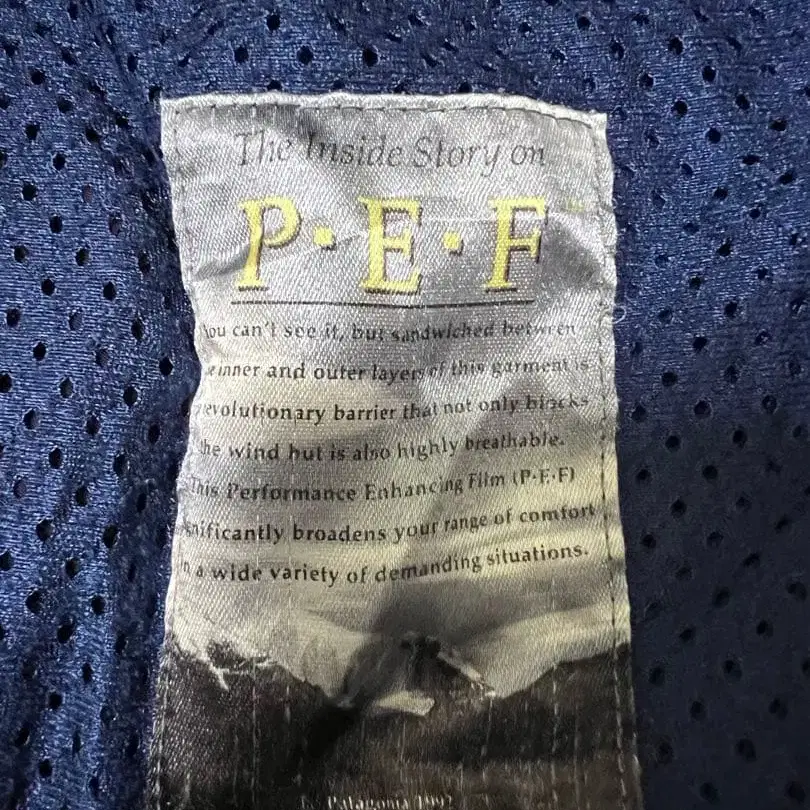 The Inside Story on
P·E·F
You can't see it, but sandwiched between
inner and outer layers of this garment is
revolutionary barrier that not only blocks
the wind but is also highly breathable.
This Performance Enhancing Film (P·E·F)
significantly broadens your range of comfort
in a wide variety of demanding situations.
Patagonia 1992